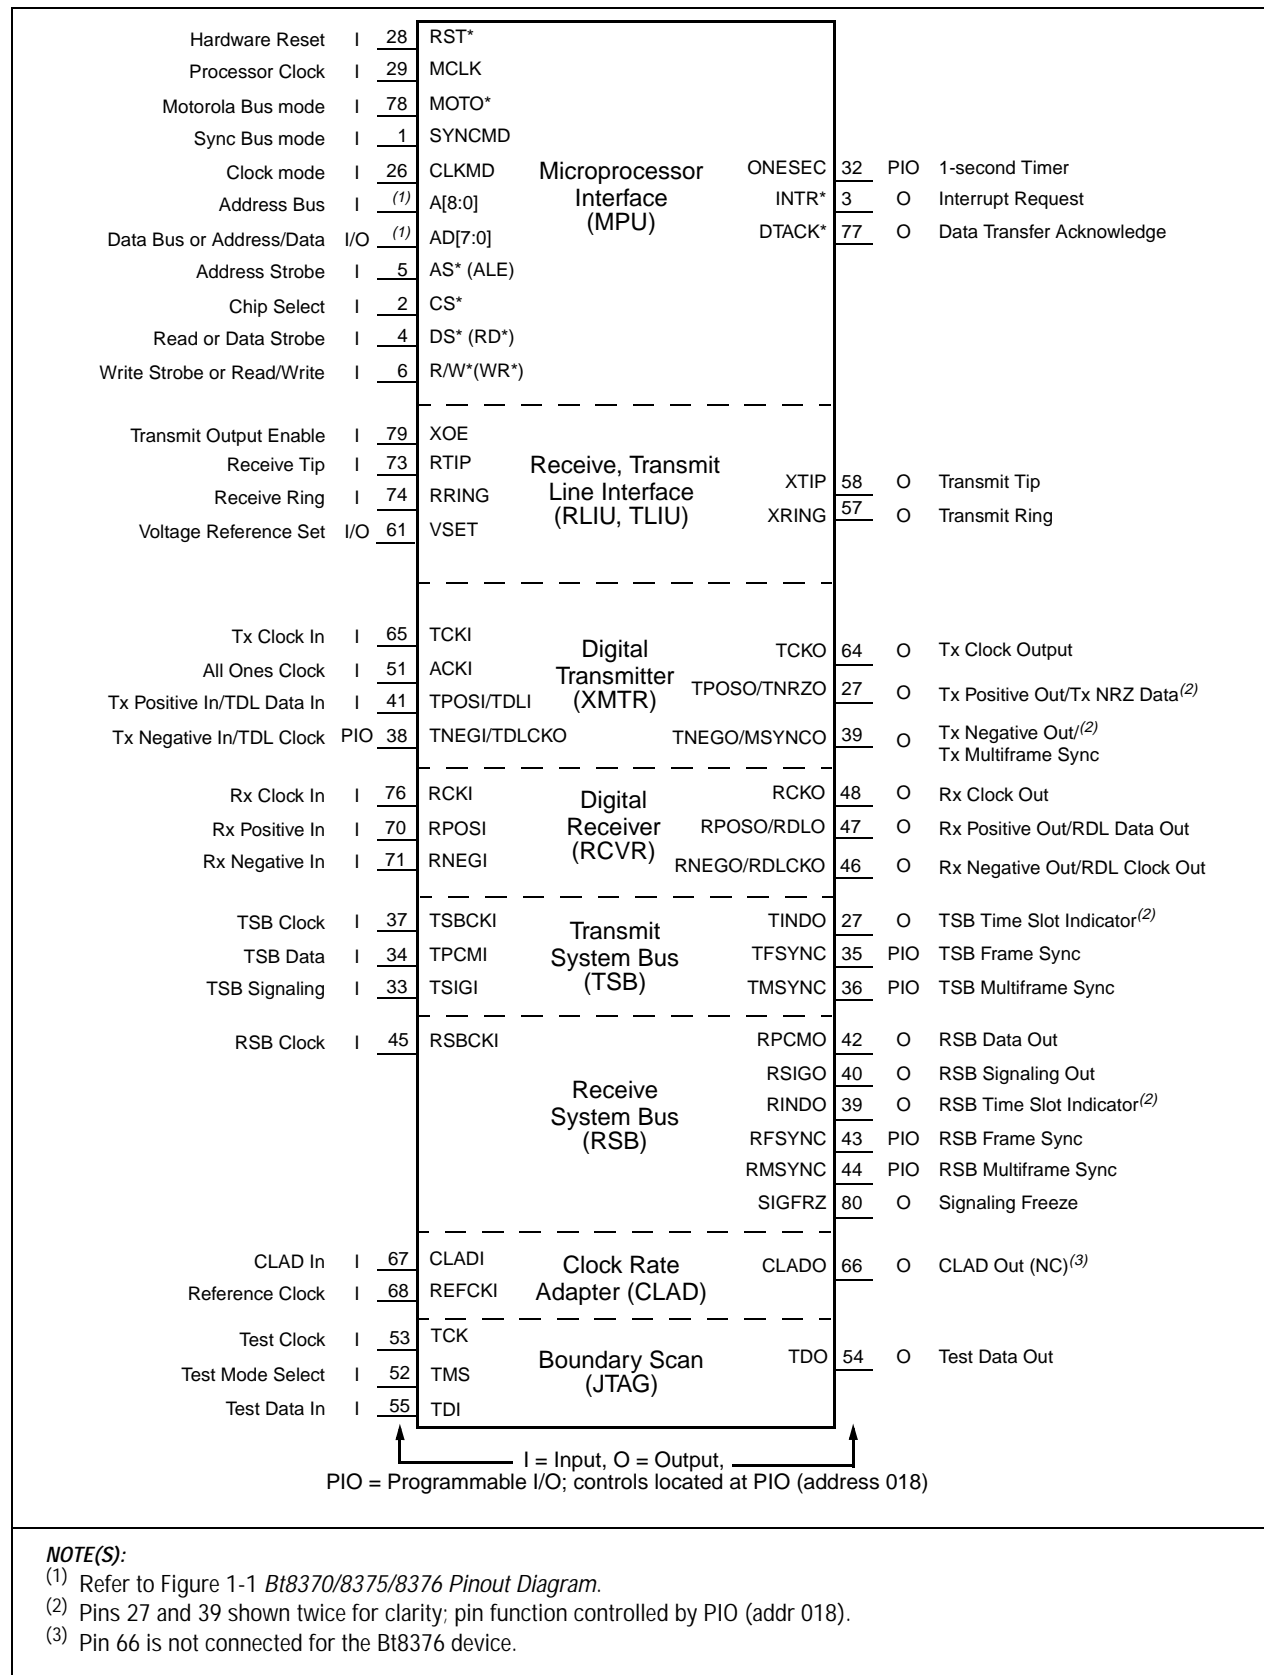 Hardware Reset I 28 RST*
Processor Clock I 29 MCLK
Motorola Bus mode I 78 MOTO*
Sync Bus mode I 1 SYNCMD
Clock mode I 26 CLKMD
Address Bus I (1) A[8:0]
Data Bus or Address/Data I/O (1) AD[7:0]
Address Strobe I 5 AS* (ALE)
Chip Select I 2 CS*
Read or Data Strobe I 4 DS* (RD*)
Write Strobe or Read/Write I 6 R/W*(WR*)
Microprocessor
Interface
(MPU)
ONESEC 32 PIO 1-second Timer
INTR* 3 O Interrupt Request
DTACK* 77 O Data Transfer Acknowledge
Transmit Output Enable I 79 XOE
Receive Tip I 73 RTIP
Receive Ring I 74 RRING
Voltage Reference Set I/O 61 VSET
Receive, Transmit
Line Interface
(RLIU, TLIU)
XTIP 58 O Transmit Tip
XRING 57 O Transmit Ring
Tx Clock In I 65 TCKI
All Ones Clock I 51 ACKI
Tx Positive In/TDL Data In I 41 TPOSI/TDLI
Tx Negative In/TDL Clock PIO 38 TNEGI/TDLCKO
Digital
Transmitter
(XMTR)
TCKO 64 O Tx Clock Output
TPOSO/TNRZO 27 O Tx Positive Out/Tx NRZ Data(2)
TNEGO/MSYNCO 39 O Tx Negative Out/(2)
Tx Multiframe Sync
Rx Clock In I 76 RCKI
Rx Positive In I 70 RPOSI
Rx Negative In I 71 RNEGI
Digital
Receiver
(RCVR)
RCKO 48 O Rx Clock Out
RPOSO/RDLO 47 O Rx Positive Out/RDL Data Out
RNEGO/RDLCKO 46 O Rx Negative Out/RDL Clock Out
TSB Clock I 37 TSBCKI
TSB Data I 34 TPCMI
TSB Signaling I 33 TSIGI
Transmit
System Bus
(TSB)
TINDO 27 O TSB Time Slot Indicator(2)
TFSYNC 35 PIO TSB Frame Sync
TMSYNC 36 PIO TSB Multiframe Sync
RSB Clock I 45 RSBCKI
Receive
System Bus
(RSB)
RPCMO 42 O RSB Data Out
RSIGO 40 O RSB Signaling Out
RINDO 39 O RSB Time Slot Indicator(2)
RFSYNC 43 PIO RSB Frame Sync
RMSYNC 44 PIO RSB Multiframe Sync
SIGFRZ 80 O Signaling Freeze
CLAD In I 67 CLADI
Reference Clock I 68 REFCKI
Clock Rate
Adapter (CLAD)
CLADO 66 O CLAD Out (NC)(3)
Test Clock I 53 TCK
Test Mode Select I 52 TMS
Test Data In I 55 TDI
Boundary Scan
(JTAG)
TDO 54 O Test Data Out
I = Input, O = Output,
PIO = Programmable I/O; controls located at PIO (address 018)
NOTE(S):
(1) Refer to Figure 1-1 Bt8370/8375/8376 Pinout Diagram.
(2) Pins 27 and 39 shown twice for clarity; pin function controlled by PIO (addr 018).
(3) Pin 66 is not connected for the Bt8376 device.